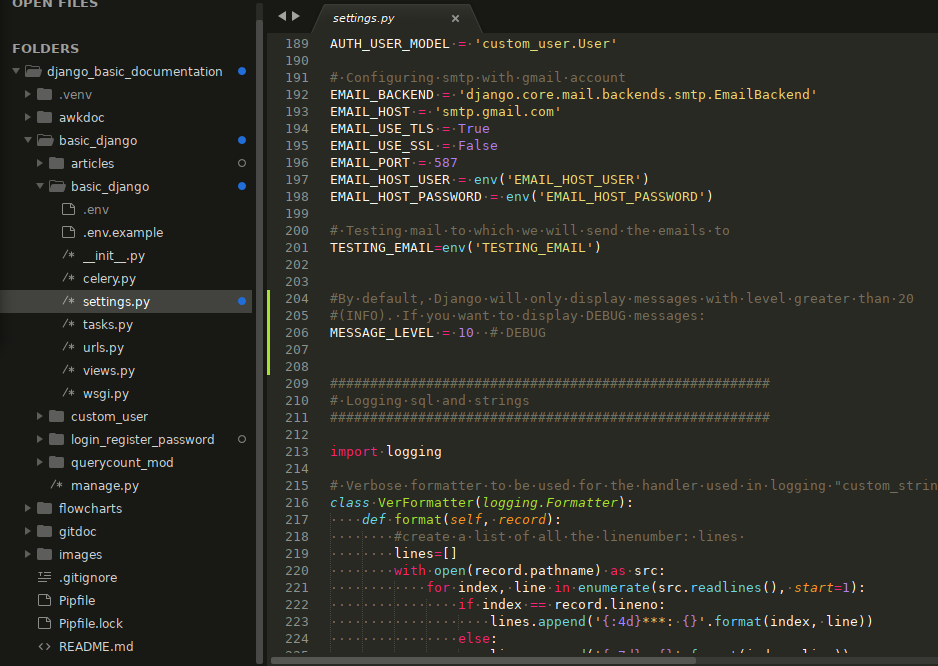 OPEN FILES
FOLDERS
django_basic_documentation
.venv
awkdoc
basic_django
articles
basic_django
.env
.env.example
/* __init__.py
/* celery.py
/* settings.py
/* tasks.py
/* urls.py
/* views.py
/* wsgi.py
custom_user
login_register_password
querycount_mod
/* manage.py
flowcharts
gitdoc
images
.gitignore
Pipfile
Pipfile.lock
<> README.md
settings.py ×
189 AUTH_USER_MODEL = 'custom_user.User'
190
191 # Configuring smtp with gmail account
192 EMAIL_BACKEND = 'django.core.mail.backends.smtp.EmailBackend'
193 EMAIL_HOST = 'smtp.gmail.com'
194 EMAIL_USE_TLS = True
195 EMAIL_USE_SSL = False
196 EMAIL_PORT = 587
197 EMAIL_HOST_USER = env('EMAIL_HOST_USER')
198 EMAIL_HOST_PASSWORD = env('EMAIL_HOST_PASSWORD')
199
200 # Testing mail to which we will send the emails to
201 TESTING_EMAIL=env('TESTING_EMAIL')
202
203
204 #By default, Django will only display messages with level greater than 20
205 #(INFO). If you want to display DEBUG messages:
206 MESSAGE_LEVEL = 10  # DEBUG
207
208
209 #######################################################
210 # Logging sql and strings
211 #######################################################
212
213 import logging
214
215 # Verbose formatter to be used for the handler used in logging "custom_strin
216 class VerFormatter(logging.Formatter):
217     def format(self, record):
218         #create a list of all the linenumber: lines
219         lines=[]
220         with open(record.pathname) as src:
221             for index, line in enumerate(src.readlines(), start=1):
222                 if index == record.lineno:
223                     lines.append('{:4d}***: {}'.format(index, line))
224                 else: